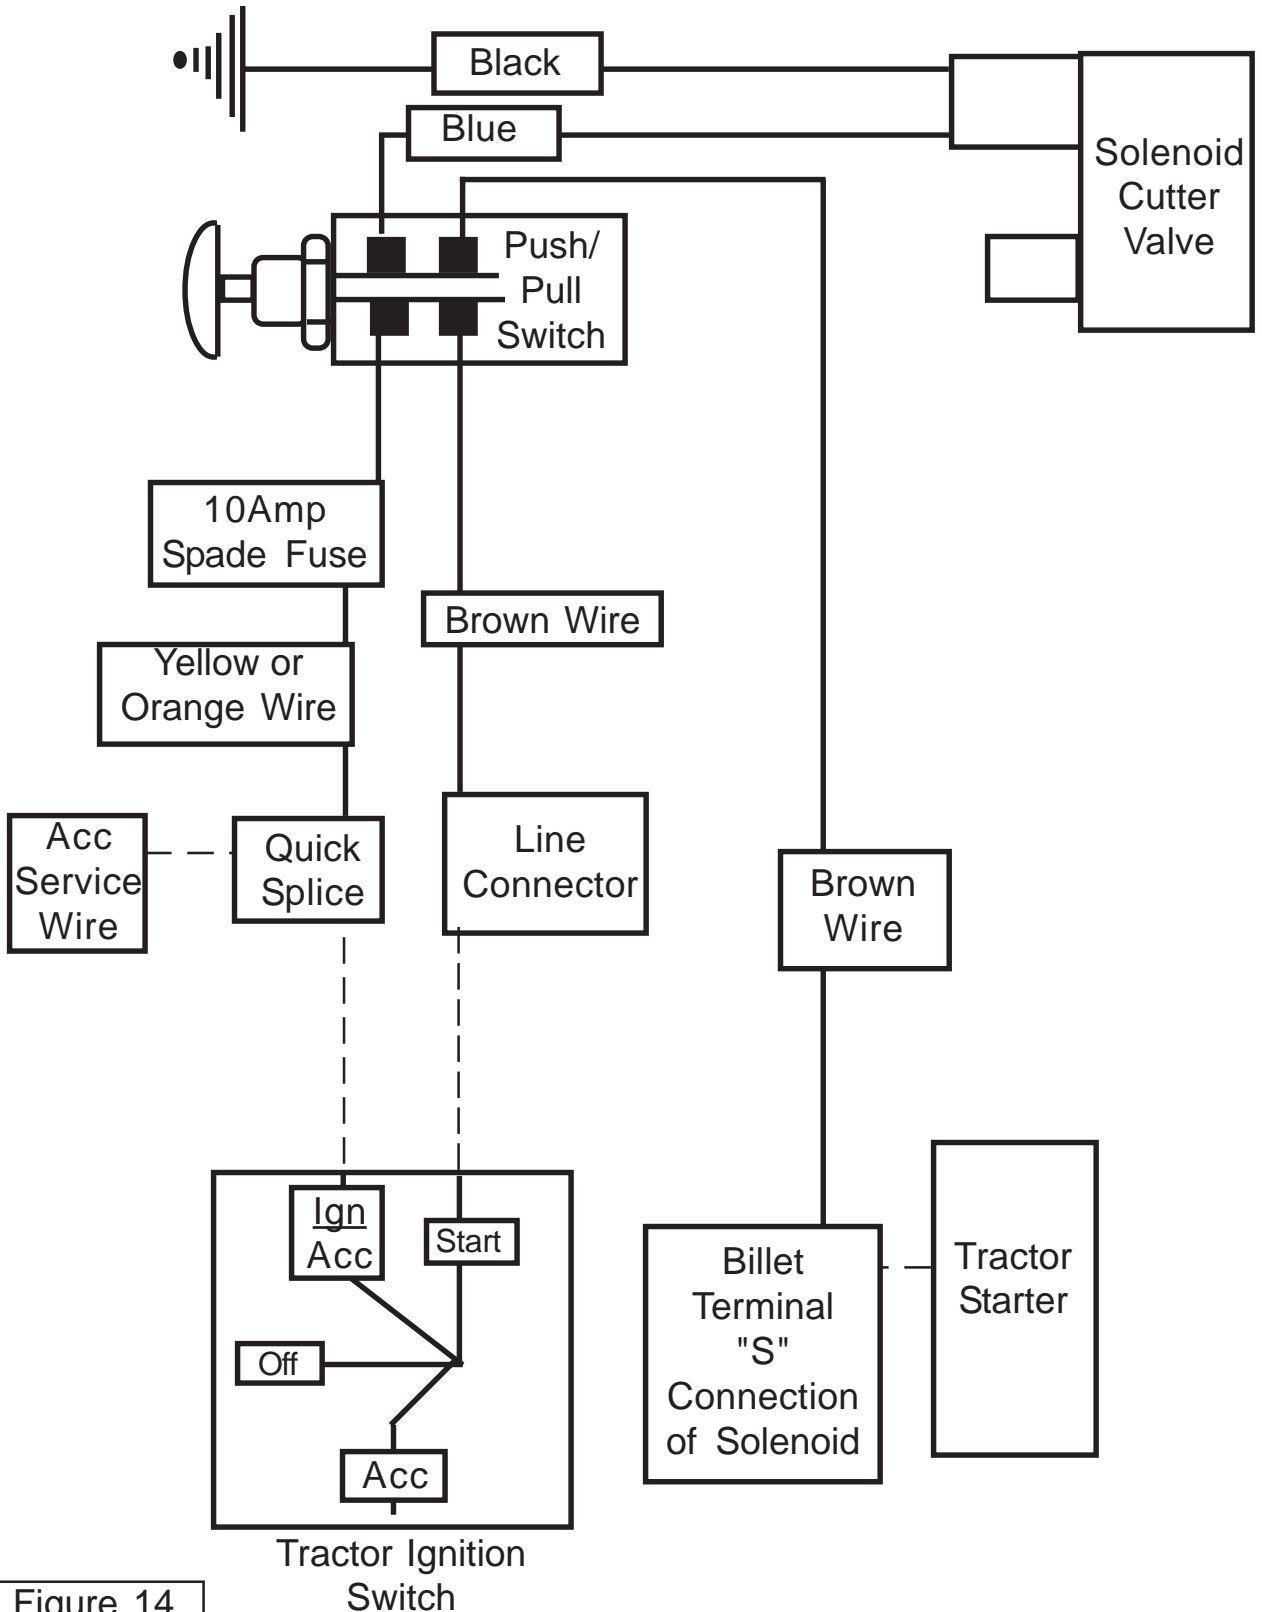 Black
Blue
Solenoid
Cutter
Valve
Push/
Pull
Switch
10Amp
Spade Fuse
Brown Wire
Yellow or
Orange Wire
Acc
Service
Wire
Quick
Splice
Line
Connector
Brown
Wire
Ign
Acc
Start
Off
Acc
Billet
Terminal
"S"
Connection
of Solenoid
Tractor
Starter
Tractor Ignition
Switch
Figure 14